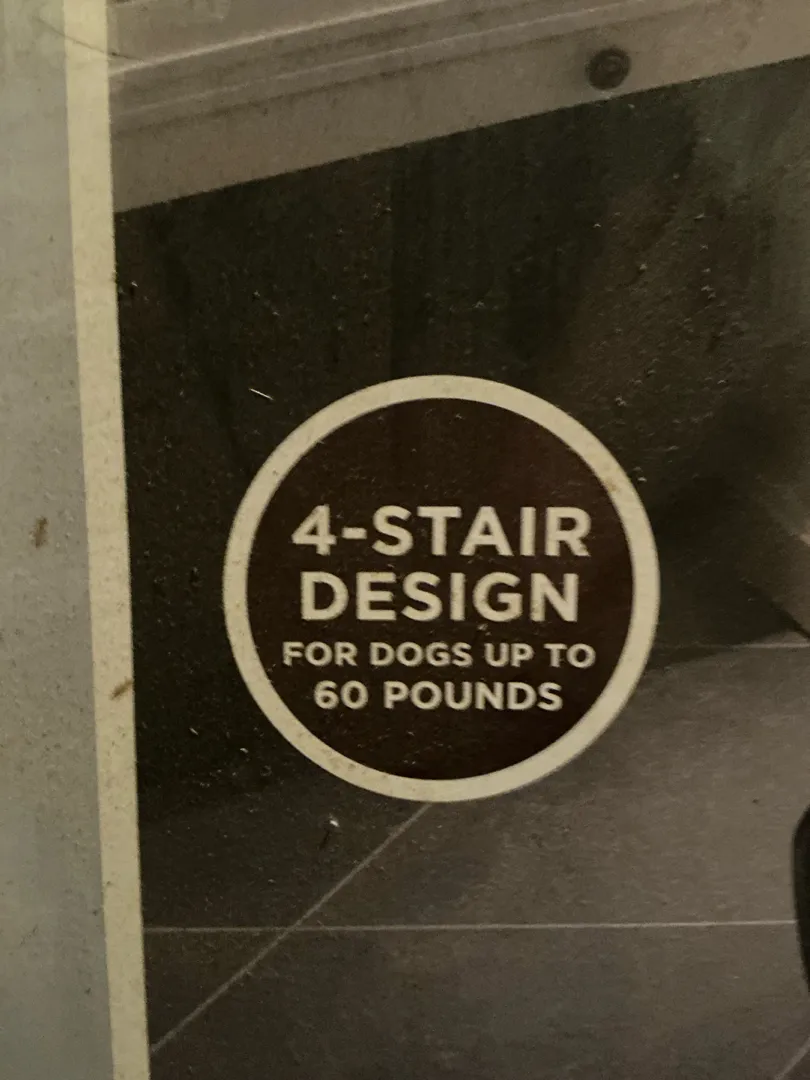 4-STAIR
DESIGN
FOR DOGS UP TO
60 POUNDS